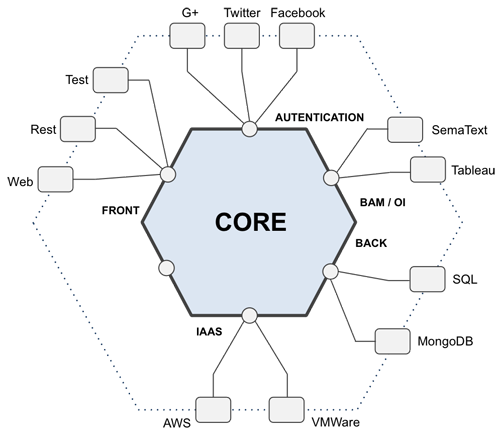 G+
Twitter
Facebook
Test
AUTENTICATION
Rest
SemaText
Web
Tableau
FRONT
BAM / OI
CORE
BACK
SQL
IAAS
MongoDB
AWS
VMWare